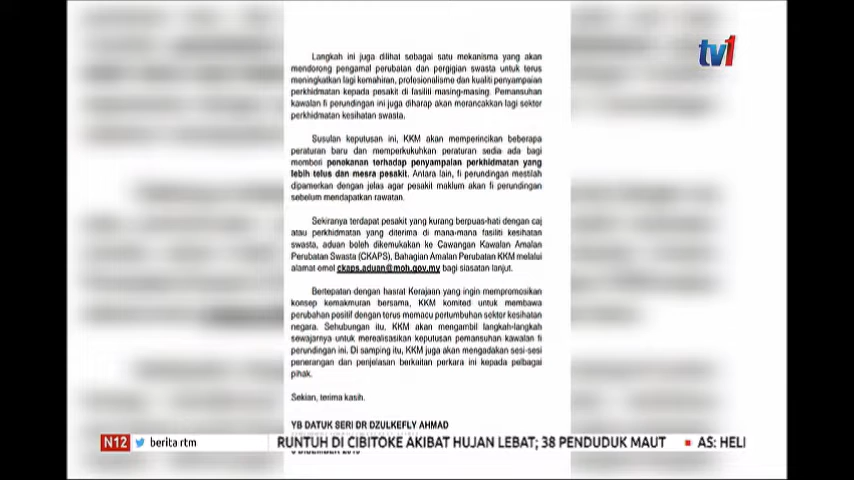 Langkah ini juga dilihat sebagai satu mekanisma yang akan
mendorong pengamal perubatan dan pergigian swasta untuk terus
meningkatkan lagi kemahiran, profesionalisme dan kualiti penyampaian
perkhidmatan kepada pesakit di fasiliti masing-masing. Pemansuhan
kawalan fi perundingan ini juga diharap akan merancakkan lagi sektor
perkhidmatan kesihatan swasta.
Susulan keputusan ini, KKM akan memperincikan beberapa
peraturan baru dan memperkukuhkan peraturan sedia ada bagi
memberi penekanan terhadap penyampaian perkhidmatan yang
lebih telus dan mesra pesakit. Antara lain, fi perundingan mestilah
dipamerkan dengan jelas agar pesakit maklum akan fi perundingan
sebelum mendapatkan rawatan.
Sekiranya terdapat pesakit yang kurang berpuas-hati dengan caj
atau perkhidmatan yang diterima di mana-mana fasiliti kesihatan
swasta, aduan boleh dikemukakan ke Cawangan Kawalan Amalan
Perubatan Swasta (CKAPS), Bahagian Amalan Perubatan KKM melalui
alamat emel ckaps.aduan@moh.gov.my bagi siasatan lanjut.
Bertepatan dengan hasrat Kerajaan yang ingin mempromosikan
konsep kemakmuran bersama, KKM komited untuk membawa
perubahan positif dengan terus memacu pertumbuhan sektor kesihatan
negara. Sehubungan itu, KKM akan mengambil langkah-langkah
sewajarnya untuk merealisasikan keputusan pemansuhan kawalan fi
perundingan ini. Di samping itu, KKM juga akan mengadakan sesi-sesi
penerangan dan penjelasan berkaitan perkara ini kepada pelbagai
pihak.
Sekian, terima kasih.
YB DATUK SERI DR DZULKEFLY AHMAD
tv1
N12 berita rtm RUNTUH DI CIBITOKE AKIBAT HUJAN LEBAT; 38 PENDUDUK MAUT AS: HELI